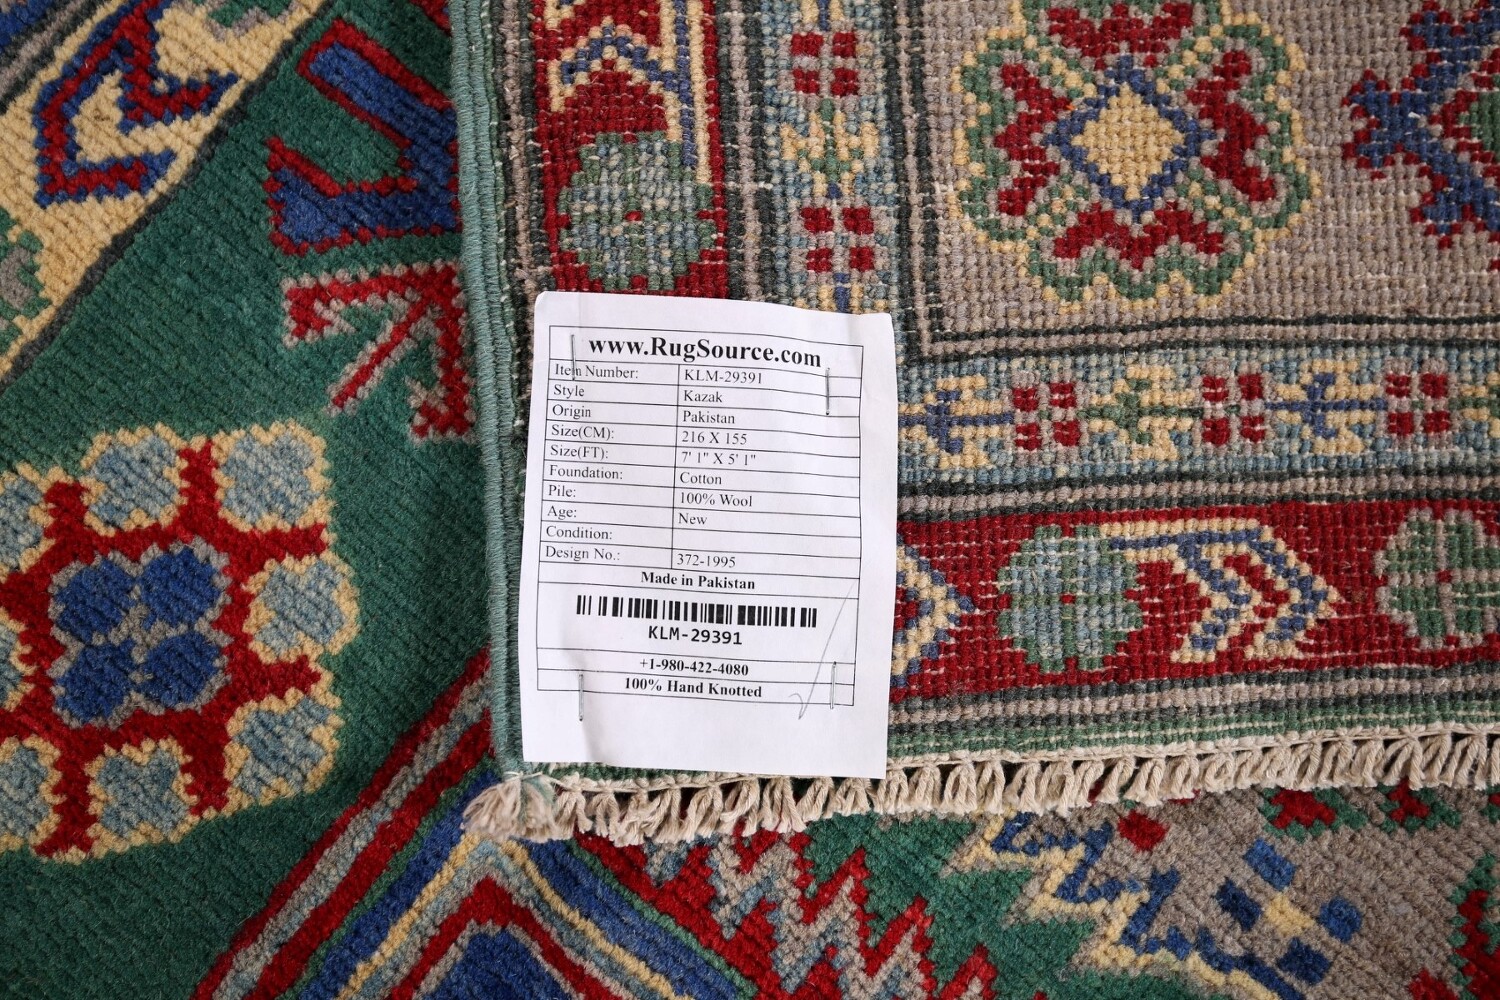 www.RugSource.com
Item Number: KLM-29391
Style Kazak
Origin Pakistan
Size(CM): 216 X 155
Size(FT): 7' 1" X 5' 1"
Foundation: Cotton
Pile: 100% Wool
Age: New
Condition:
Design No.: 372-1995
Made in Pakistan
KLM-29391
+1-980-422-4080
100% Hand Knotted